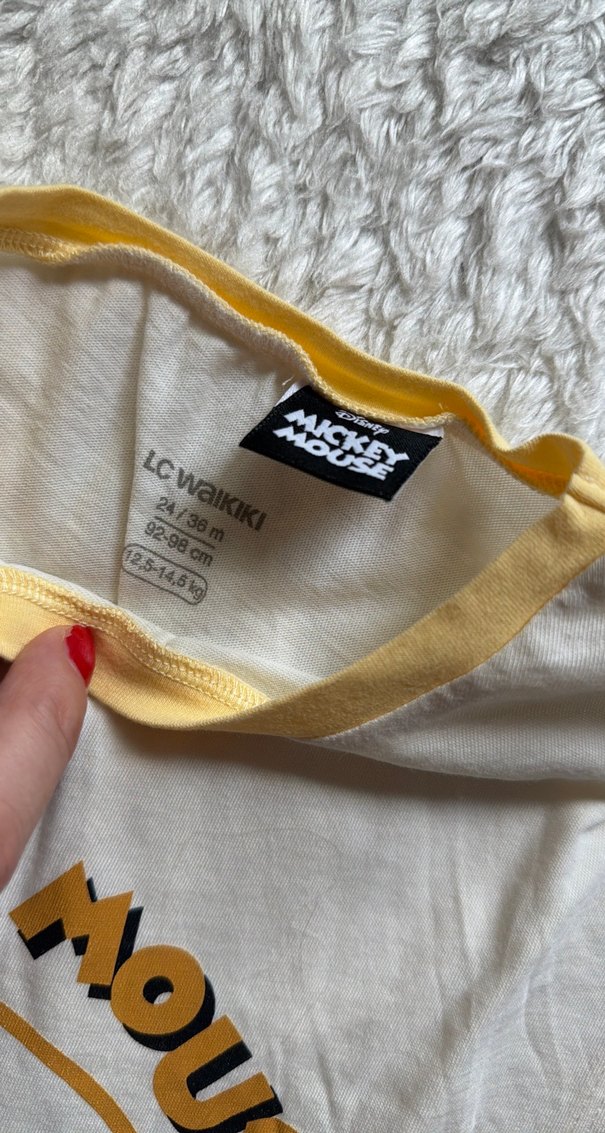 Disney
MICKEY
MOUSE
LC WAIKIKI
24 / 36 m
92-98 cm
12,5-14,5 kg
MOU